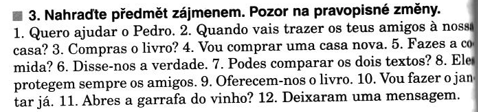 ■ 3. Nahraďte předmět zájmenem. Pozor na pravopisné změny.
1. Quero ajudar o Pedro. 2. Quando vais trazer os teus amigos à nossa
casa? 3. Compras o livro? 4. Vou comprar uma casa nova. 5. Fazes a co
mida? 6. Disse-nos a verdade. 7. Podes comparar os dois textos? 8. Eles
protegem sempre os amigos. 9. Oferecem-nos o livro. 10. Vou fazer o jan
tar já. 11. Abres a garrafa do vinho? 12. Deixaram uma mensagem.